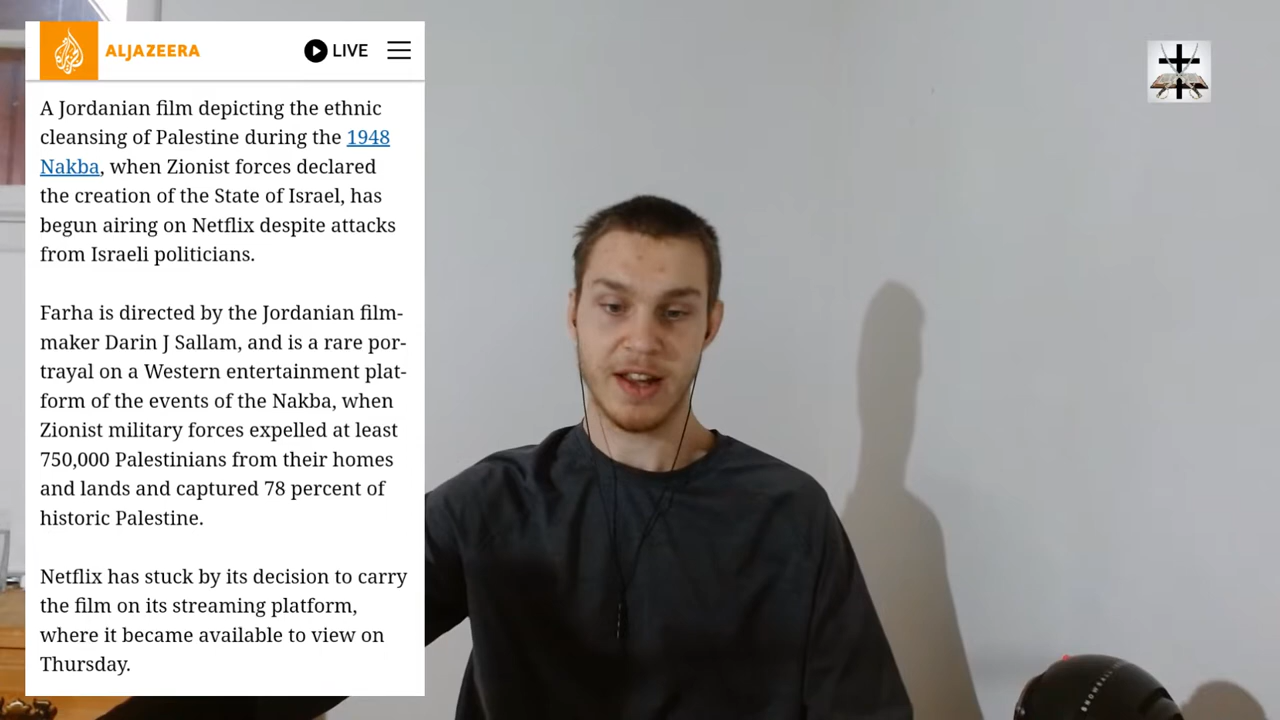 ALJAZEERA
LIVE
A Jordanian film depicting the ethnic
cleansing of Palestine during the 1948
Nakba, when Zionist forces declared
the creation of the State of Israel, has
begun airing on Netflix despite attacks
from Israeli politicians.
Farha is directed by the Jordanian film-
maker Darin J Sallam, and is a rare por-
trayal on a Western entertainment plat-
form of the events of the Nakba, when
Zionist military forces expelled at least
750,000 Palestinians from their homes
and lands and captured 78 percent of
historic Palestine.
Netflix has stuck by its decision to carry
the film on its streaming platform,
where it became available to view on
Thursday.